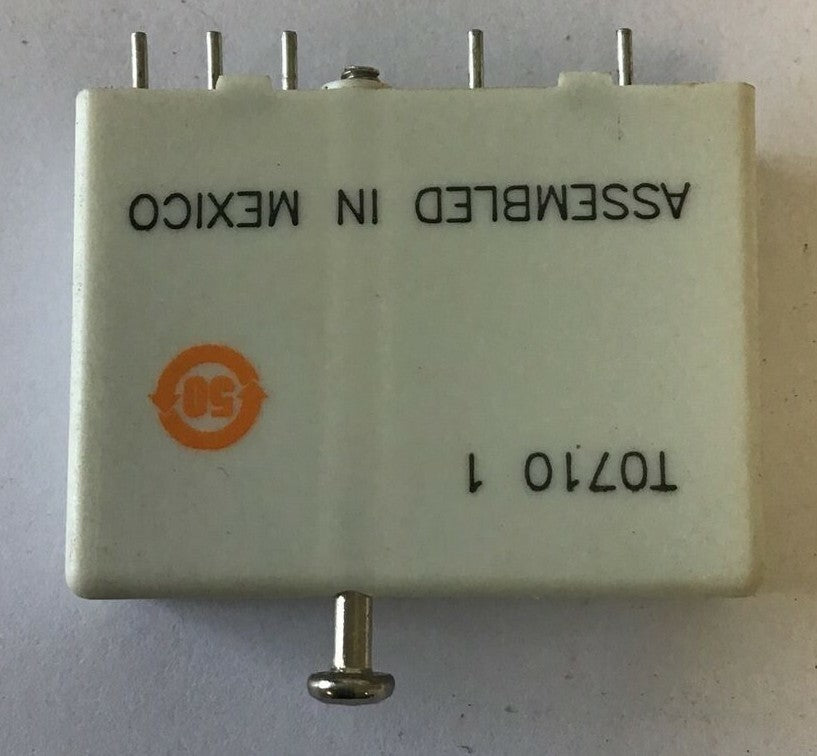 ASSEMBLED IN MEXICO
T0710 1
50